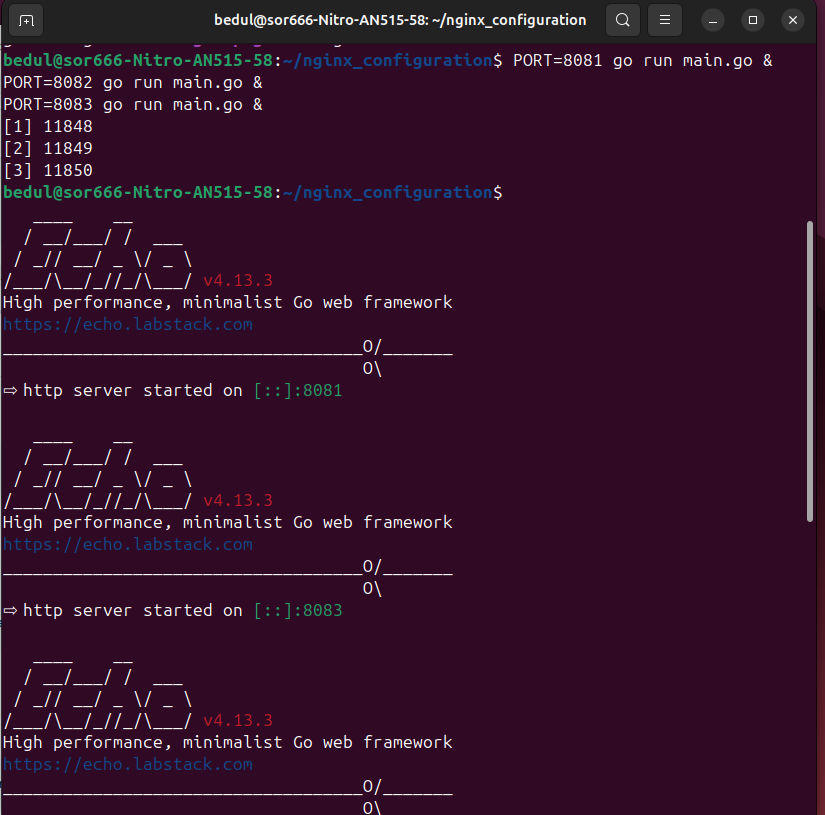 bedul@sor666-Nitro-AN515-58: ~/nginx_configuration
bedul@sor666-Nitro-AN515-58:~/nginx_configuration$ PORT=8081 go run main.go &
PORT=8082 go run main.go &
PORT=8083 go run main.go &
[1] 11848
[2] 11849
[3] 11850
bedul@sor666-Nitro-AN515-58:~/nginx_configuration$
   ____    __
  / __/___/ /  ___
 / _// __/ _ \/ _ \
/___/\__/_//_/\___/ v4.13.3
High performance, minimalist Go web framework
https://echo.labstack.com
____________________________________O/_______
                                    O\
⇨ http server started on [::]:8081
   ____    __
  / __/___/ /  ___
 / _// __/ _ \/ _ \
/___/\__/_//_/\___/ v4.13.3
High performance, minimalist Go web framework
https://echo.labstack.com
____________________________________O/_______
                                    O\
⇨ http server started on [::]:8083
   ____    __
  / __/___/ /  ___
 / _// __/ _ \/ _ \
/___/\__/_//_/\___/ v4.13.3
High performance, minimalist Go web framework
https://echo.labstack.com
____________________________________O/_______
                                    O\